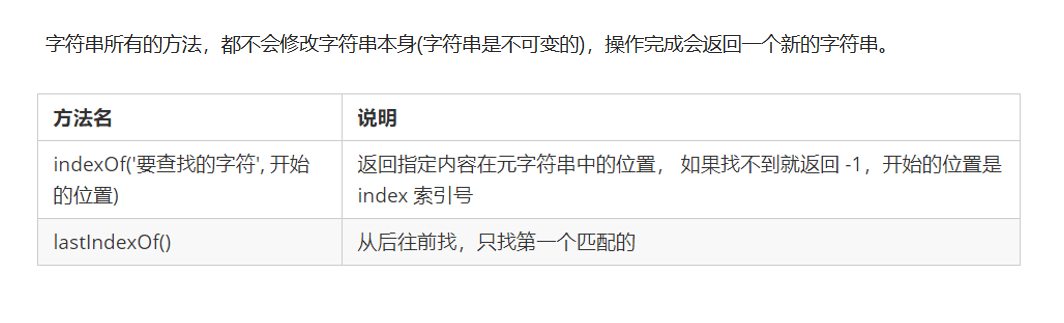 字符串所有的方法，都不会修改字符串本身(字符串是不可变的)，操作完成会返回一个新的字符串。
方法名
说明
indexOf('要查找的字符', 开始
的位置)
返回指定内容在元字符串中的位置， 如果找不到就返回 -1，开始的位置是
index 索引号
lastIndexOf()
从后往前找，只找第一个匹配的